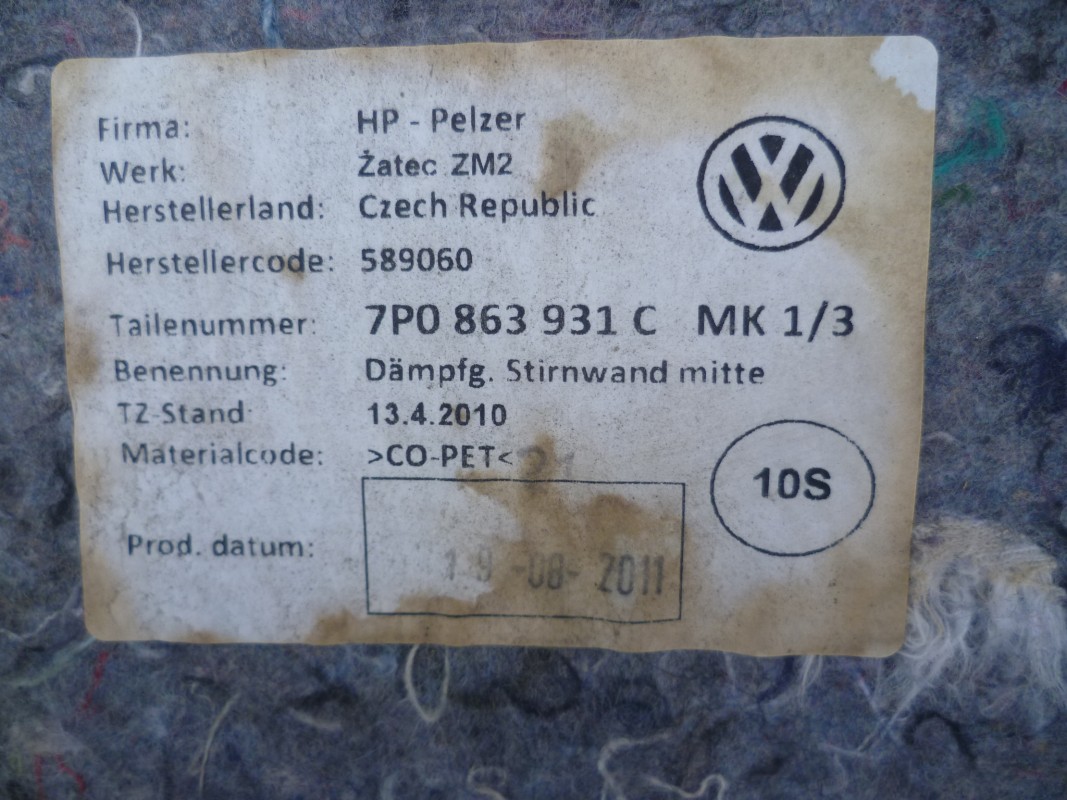 Firma: HP - Pelzer
Werk: Žatec ZM2
Herstellerland: Czech Republic
Herstellercode: 589060
Tailenummer: 7P0 863 931 C MK 1/3
Benennung: Dämpfg. Stirnwand mitte
TZ-Stand 13.4.2010
Materialcode: >CO-PET<
10S
Prod. datum: 19-08-2011